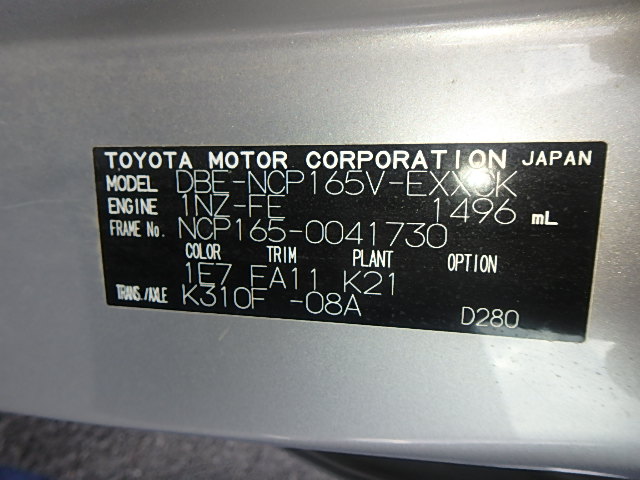 TOYOTA MOTOR CORPORATION JAPAN
MODEL DBE-NCP165V-EXXCK
ENGINE 1NZ-FE 1496 mL
FRAME No. NCP165-0041730
COLOR TRIM PLANT OPTION
1E7 FA11 K21
TRANS./AXLE K310F -08A
D280